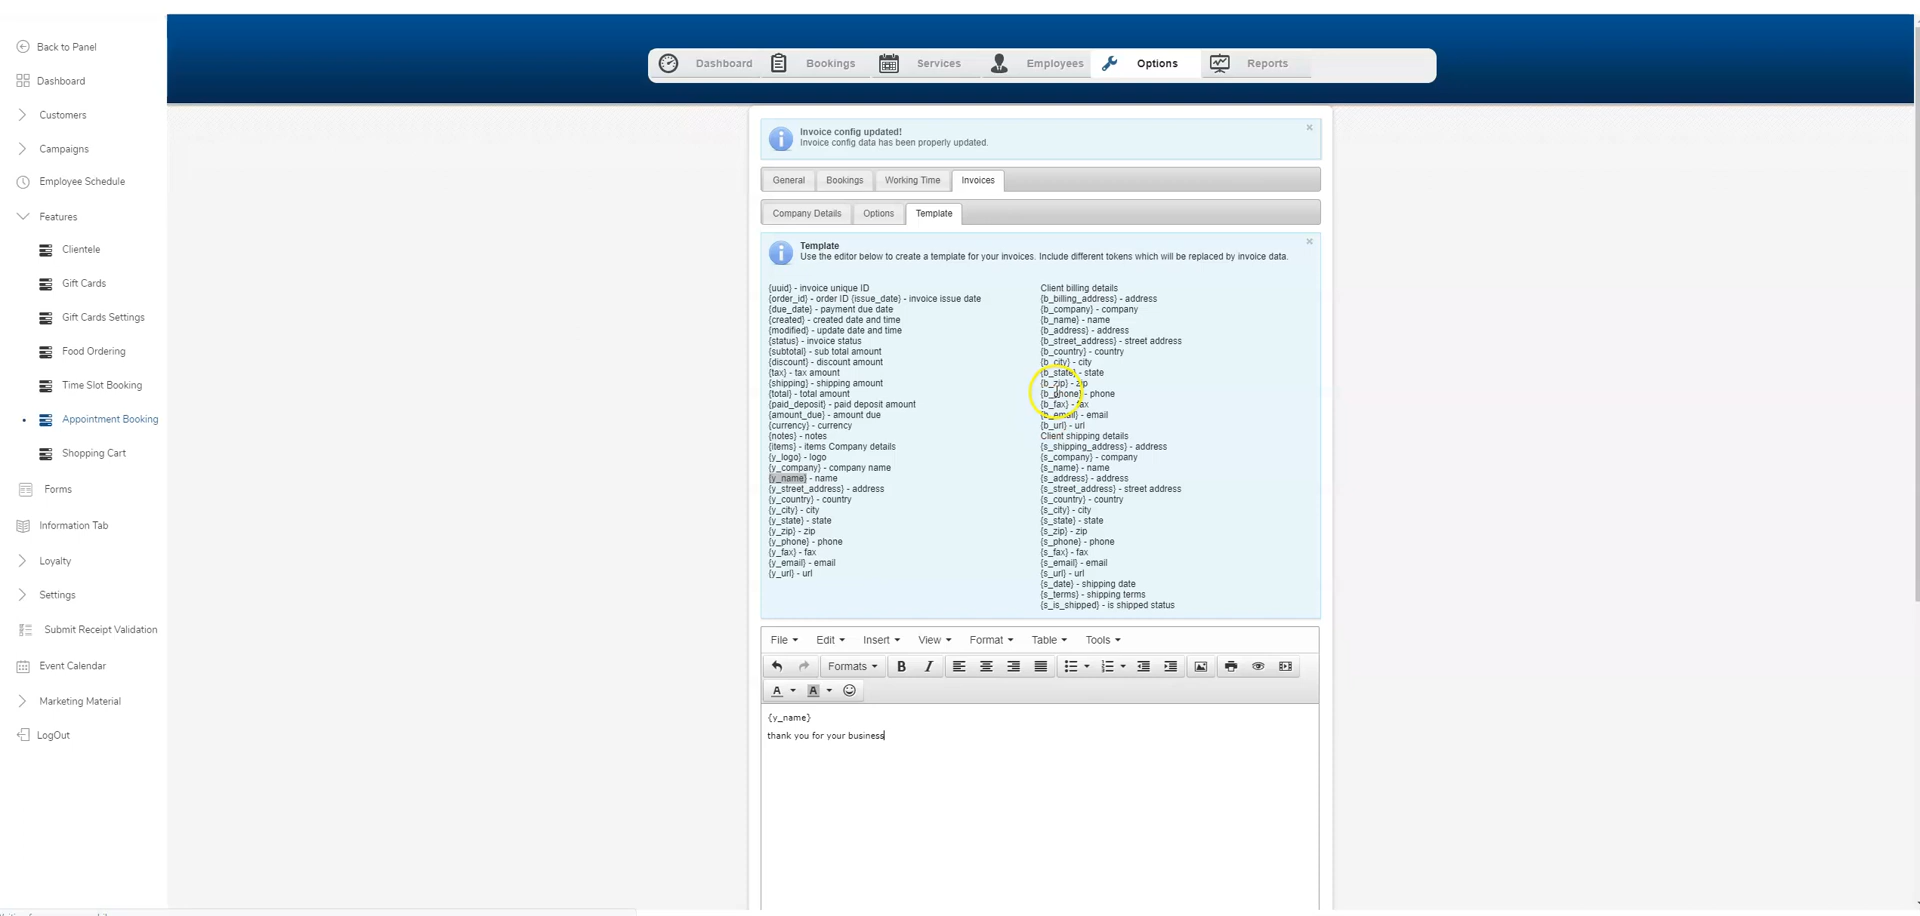 Back to Panel
Dashboard
Customers
Campaigns
Employee Schedule
Features
Clientele
Gift Cards
Gift Cards Settings
Food Ordering
Time Slot Booking
Appointment Booking
Shopping Cart
Forms
Information Tab
Loyalty
Settings
Submit Receipt Validation
Event Calendar
Marketing Material
LogOut
Dashboard Bookings Services Employees Options Reports
Invoice config updated!
Invoice config data has been properly updated.
General Bookings Working Time Invoices
Company Details Options Template
Template
Use the editor below to create a template for your invoices. Include different tokens which will be replaced by invoice data.
{uuid} - invoice unique ID
{order_id} - order ID {issue_date} - invoice issue date
{due_date} - payment due date
{created} - created date and time
{modified} - update date and time
{status} - invoice status
{subtotal} - sub total amount
{discount} - discount amount
{tax} - tax amount
{shipping} - shipping amount
{total} - total amount
{paid_deposit} - paid deposit amount
{amount_due} - amount due
{currency} - currency
{notes} - notes
{items} - items Company details
{y_logo} - logo
{y_company} - company name
{y_name} - name
{y_street_address} - address
{y_country} - country
{y_city} - city
{y_state} - state
{y_zip} - zip
{y_phone} - phone
{y_fax} - fax
{y_email} - email
{y_url} - url
Client billing details
{b_billing_address} - address
{b_company} - company
{b_name} - name
{b_address} - address
{b_street_address} - street address
{b_country} - country
{b_city} - city
{b_state} - state
{b_zip} - zip
{b_phone} - phone
{b_fax} - fax
{b_email} - email
{b_url} - url
Client shipping details
{s_shipping_address} - address
{s_company} - company
{s_name} - name
{s_address} - address
{s_street_address} - street address
{s_country} - country
{s_city} - city
{s_state} - state
{s_zip} - zip
{s_phone} - phone
{s_fax} - fax
{s_email} - email
{s_url} - url
{s_date} - shipping date
{s_terms} - shipping terms
{s_is_shipped} - is shipped status
File Edit Insert View Format Table Tools
Formats B I
A A
{y_name}
thank you for your business